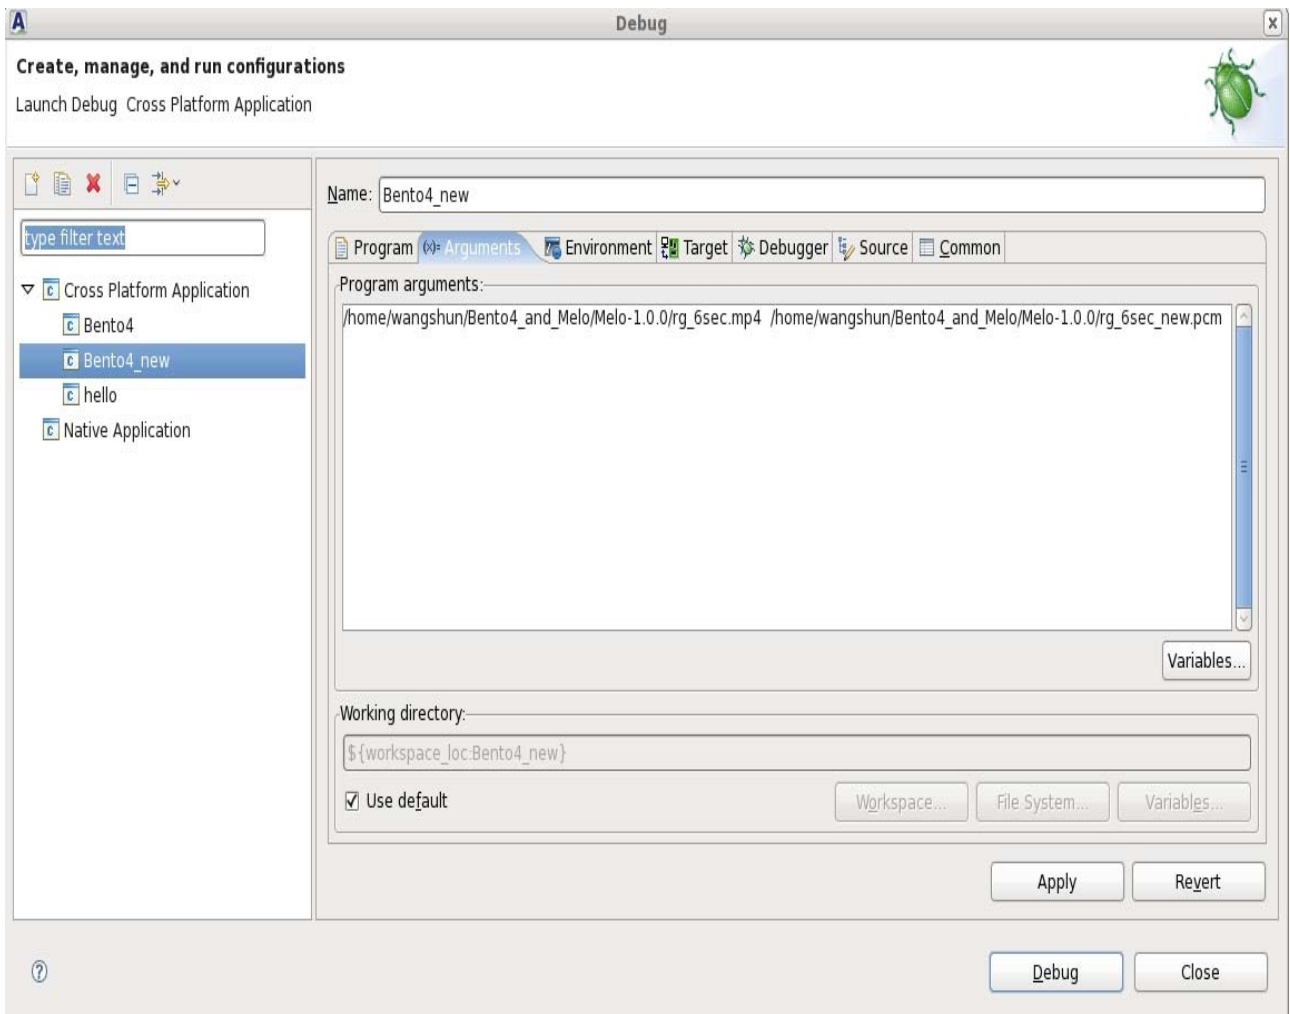 Debug
Create, manage, and run configurations
Launch Debug Cross Platform Application
type filter text
Cross Platform Application
Bento4
Bento4_new
hello
Native Application
Name: Bento4_new
Program (x)= Arguments Environment Target Debugger Source Common
Program arguments:
/home/wangshun/Bento4_and_Melo/Melo-1.0.0/rg_6sec.mp4 /home/wangshun/Bento4_and_Melo/Melo-1.0.0/rg_6sec_new.pcm
Variables...
Working directory:
${workspace_loc:Bento4_new}
Use default
Workspace... File System... Variables...
Apply Revert
Debug Close